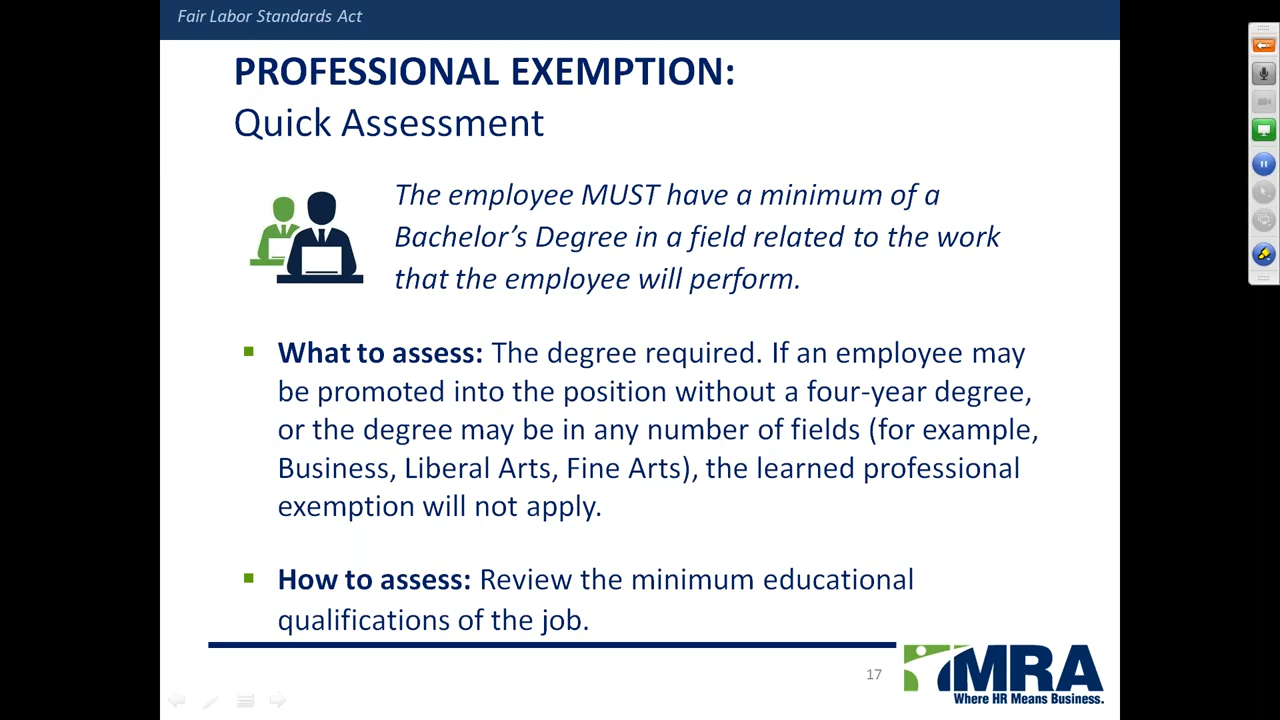 Fair Labor Standards Act
PROFESSIONAL EXEMPTION:
Quick Assessment
The employee MUST have a minimum of a
Bachelor's Degree in a field related to the work
that the employee will perform.
▪ What to assess: The degree required. If an employee may
be promoted into the position without a four-year degree,
or the degree may be in any number of fields (for example,
Business, Liberal Arts, Fine Arts), the learned professional
exemption will not apply.
▪ How to assess: Review the minimum educational
qualifications of the job.
17
MRA
Where HR Means Business.